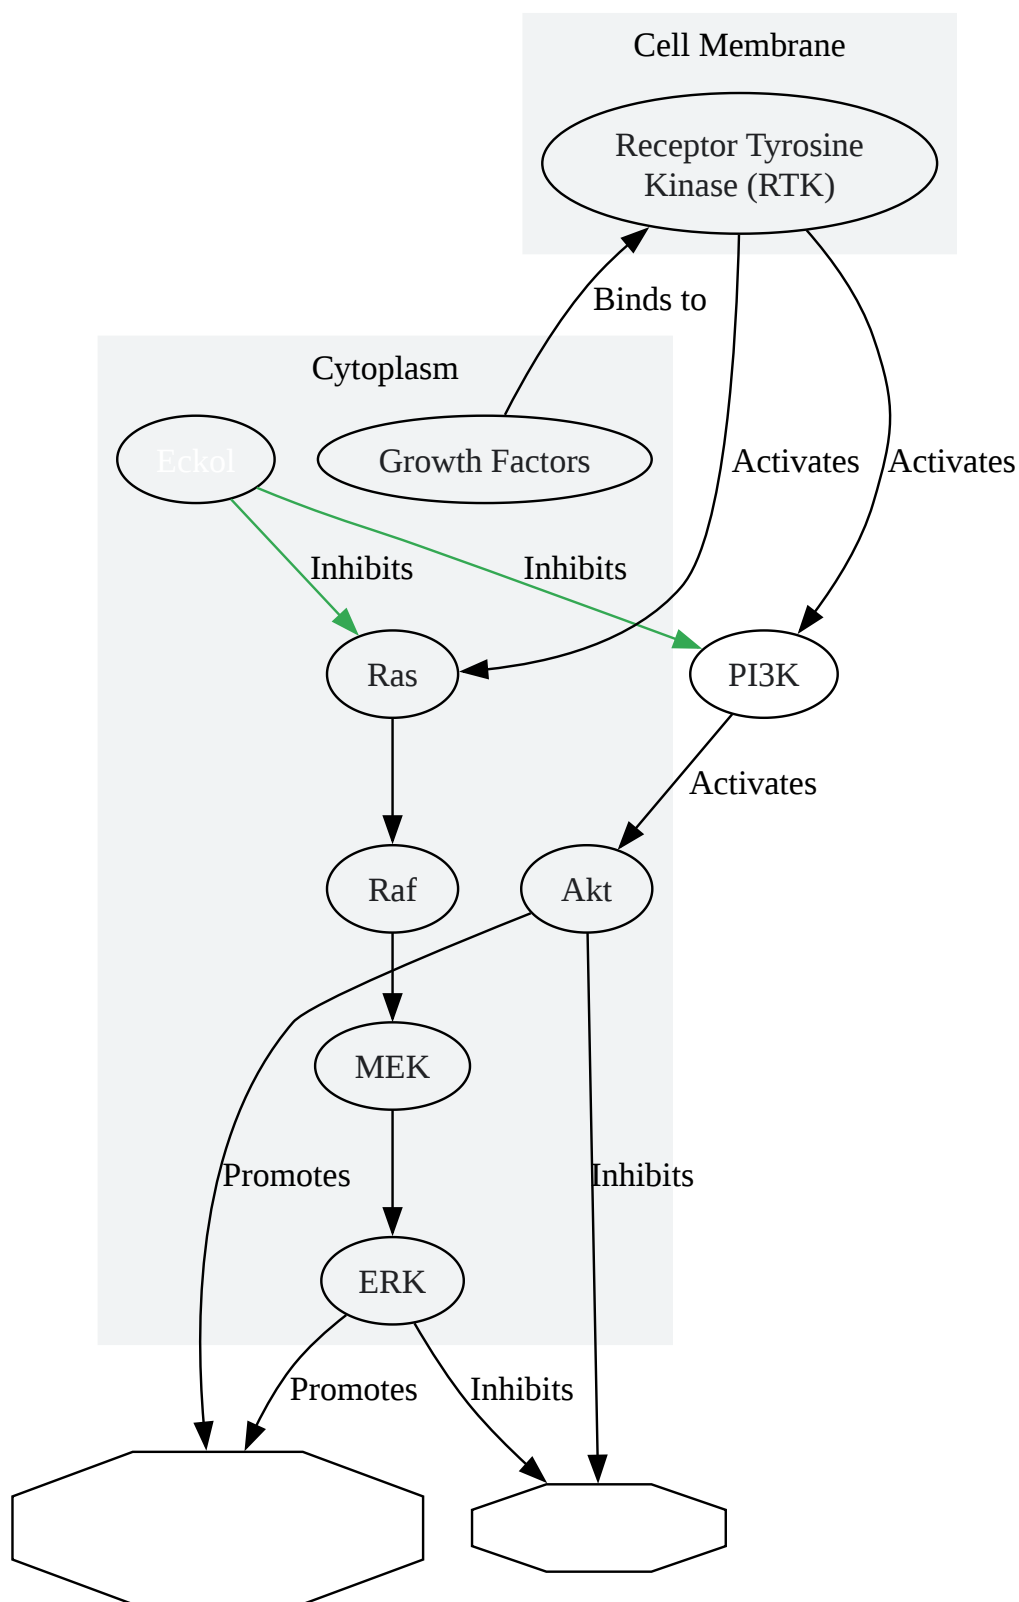 Cell Membrane
Receptor Tyrosine
Kinase (RTK)
Binds to
Cytoplasm
Eckol
Growth Factors
Activates
Activates
Inhibits
Inhibits
Ras
PI3K
Activates
Raf
Akt
MEK
Promotes
Inhibits
ERK
Promotes
Inhibits